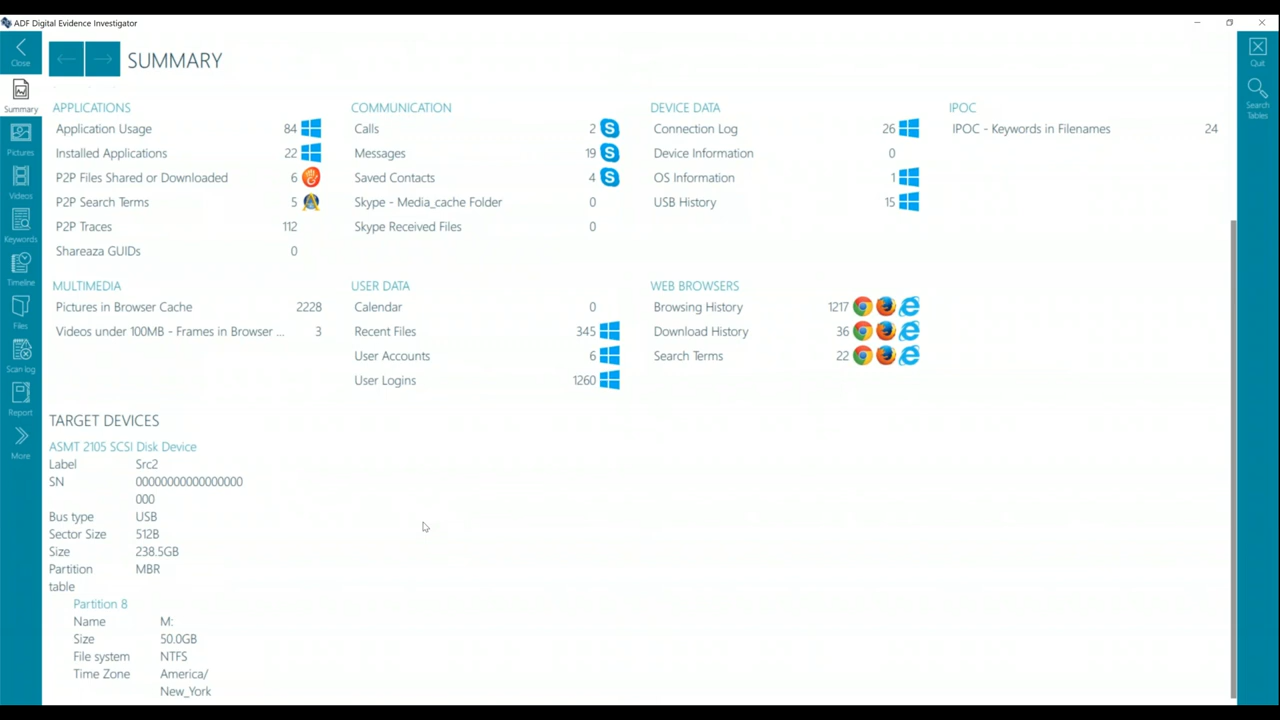 ADF Digital Evidence Investigator
Close
SUMMARY
Quit
Summary
Search
Tables
Pictures
Videos
Keywords
Timeline
Files
Scan log
Report
More
APPLICATIONS
Application Usage 84
Installed Applications 22
P2P Files Shared or Downloaded 6
P2P Search Terms 5
P2P Traces 112
Shareaza GUIDs 0
COMMUNICATION
Calls 2
Messages 19
Saved Contacts 4
Skype - Media_cache Folder 0
Skype Received Files 0
DEVICE DATA
Connection Log 26
Device Information 0
OS Information 1
USB History 15
IPOC
IPOC - Keywords in Filenames 24
MULTIMEDIA
Pictures in Browser Cache 2228
Videos under 100MB - Frames in Browser ... 3
USER DATA
Calendar 0
Recent Files 345
User Accounts 6
User Logins 1260
WEB BROWSERS
Browsing History 1217
Download History 36
Search Terms 22
TARGET DEVICES
ASMT 2105 SCSI Disk Device
Label Src2
SN 00000000000000000
000
Bus type USB
Sector Size 512B
Size 238.5GB
Partition MBR
table
Partition 8
Name M:
Size 50.0GB
File system NTFS
Time Zone America/
New_York